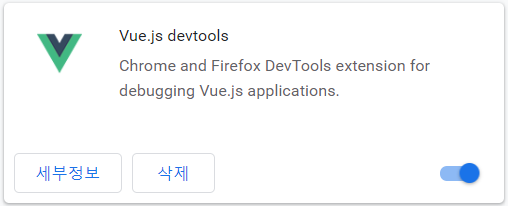 Vue.js devtools
Chrome and Firefox DevTools extension for
debugging Vue.js applications.
세부정보 삭제